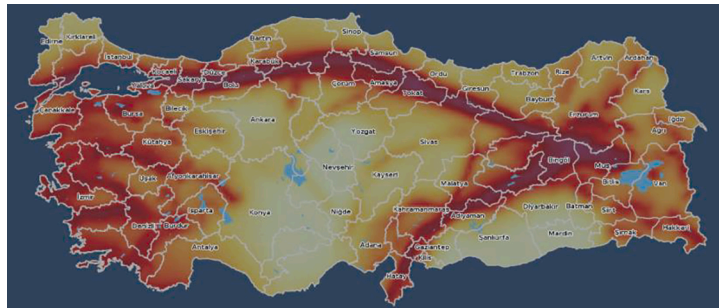 Sinop
Bartın
Kırklareli
Edirne
İstanbul
Samsun
Kocaeli
Düzce
Karabük
Artvin
Ardahan
Rize
Trabzon
Ordu
Giresun
Sakarya
Bolu
Yalova
Çorum
Amasya
Tokat
Kars
Bayburt
Çanakkale
Bursa
Bilecik
Ankara
Erzurum
Iğdır
Eskişehir
Yozgat
Sivas
Ağrı
Kütahya
Bingöl
Muş
Nevşehir
Afyonkarahisar
Uşak
Kayseri
Malatya
Bitlis
Van
İzmir
Isparta
Konya
Niğde
Kahramanmaraş
Adıyaman
Diyarbakır
Batman
Siirt
Denizli
Burdur
Hakkari
Şırnak
Mardin
Şanlıurfa
Antalya
Adana
Gaziantep
Kilis
Hatay